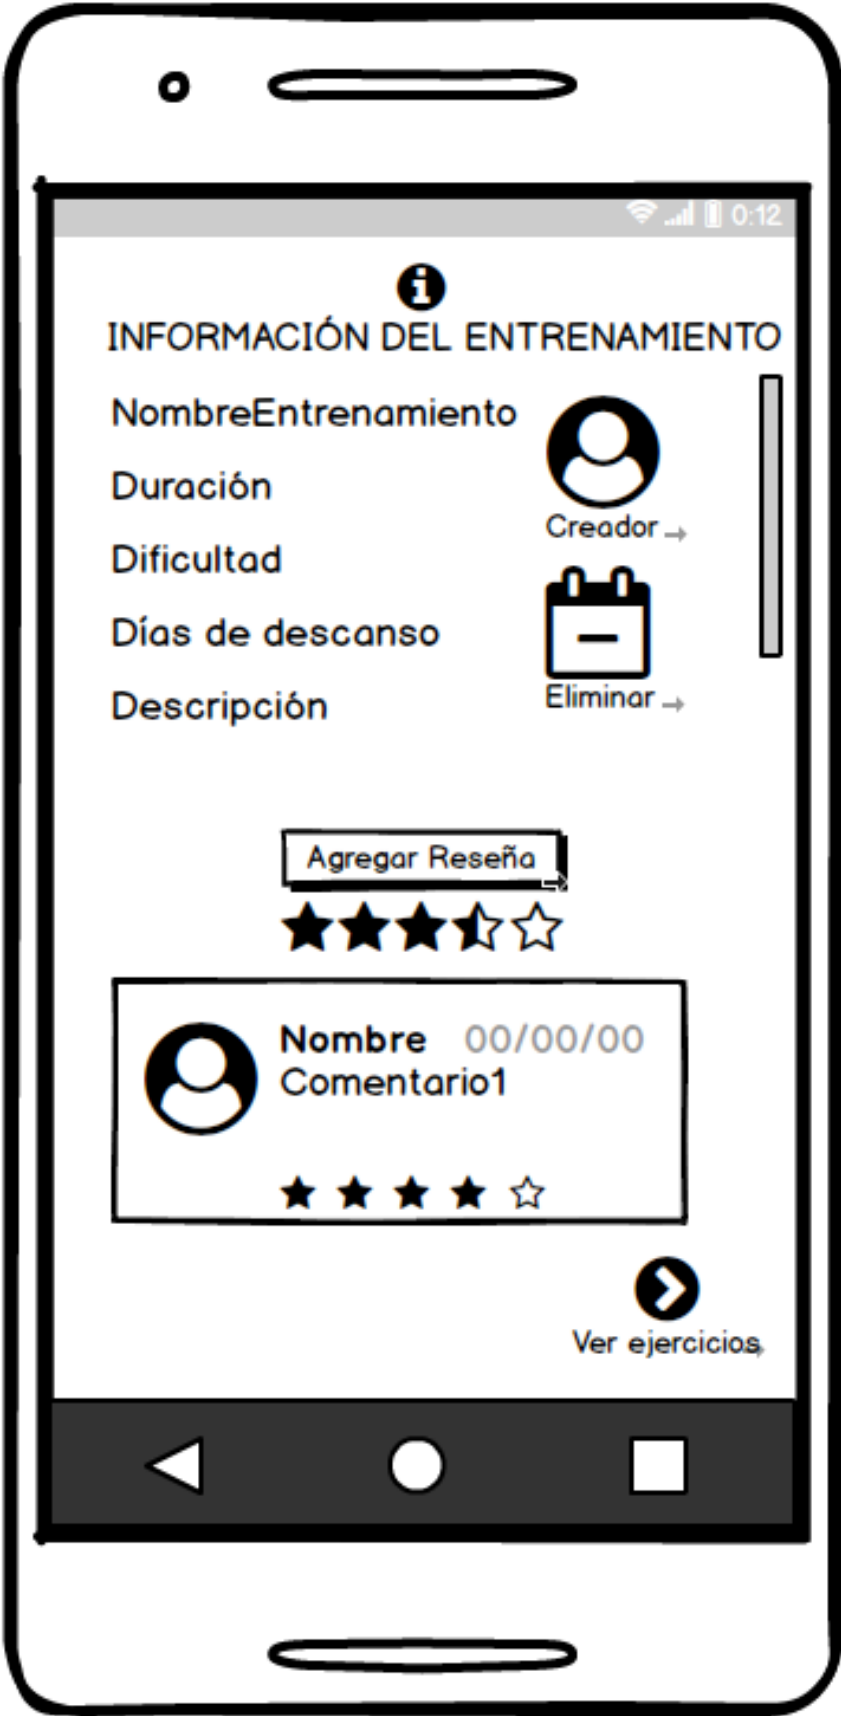 0:12
INFORMACIÓN DEL ENTRENAMIENTO
NombreEntrenamiento
Duración
Creador
Dificultad
Días de descanso
Eliminar
Descripción
Agregar Reseña
Nombre 00/00/00
Comentario1
Ver ejercicios